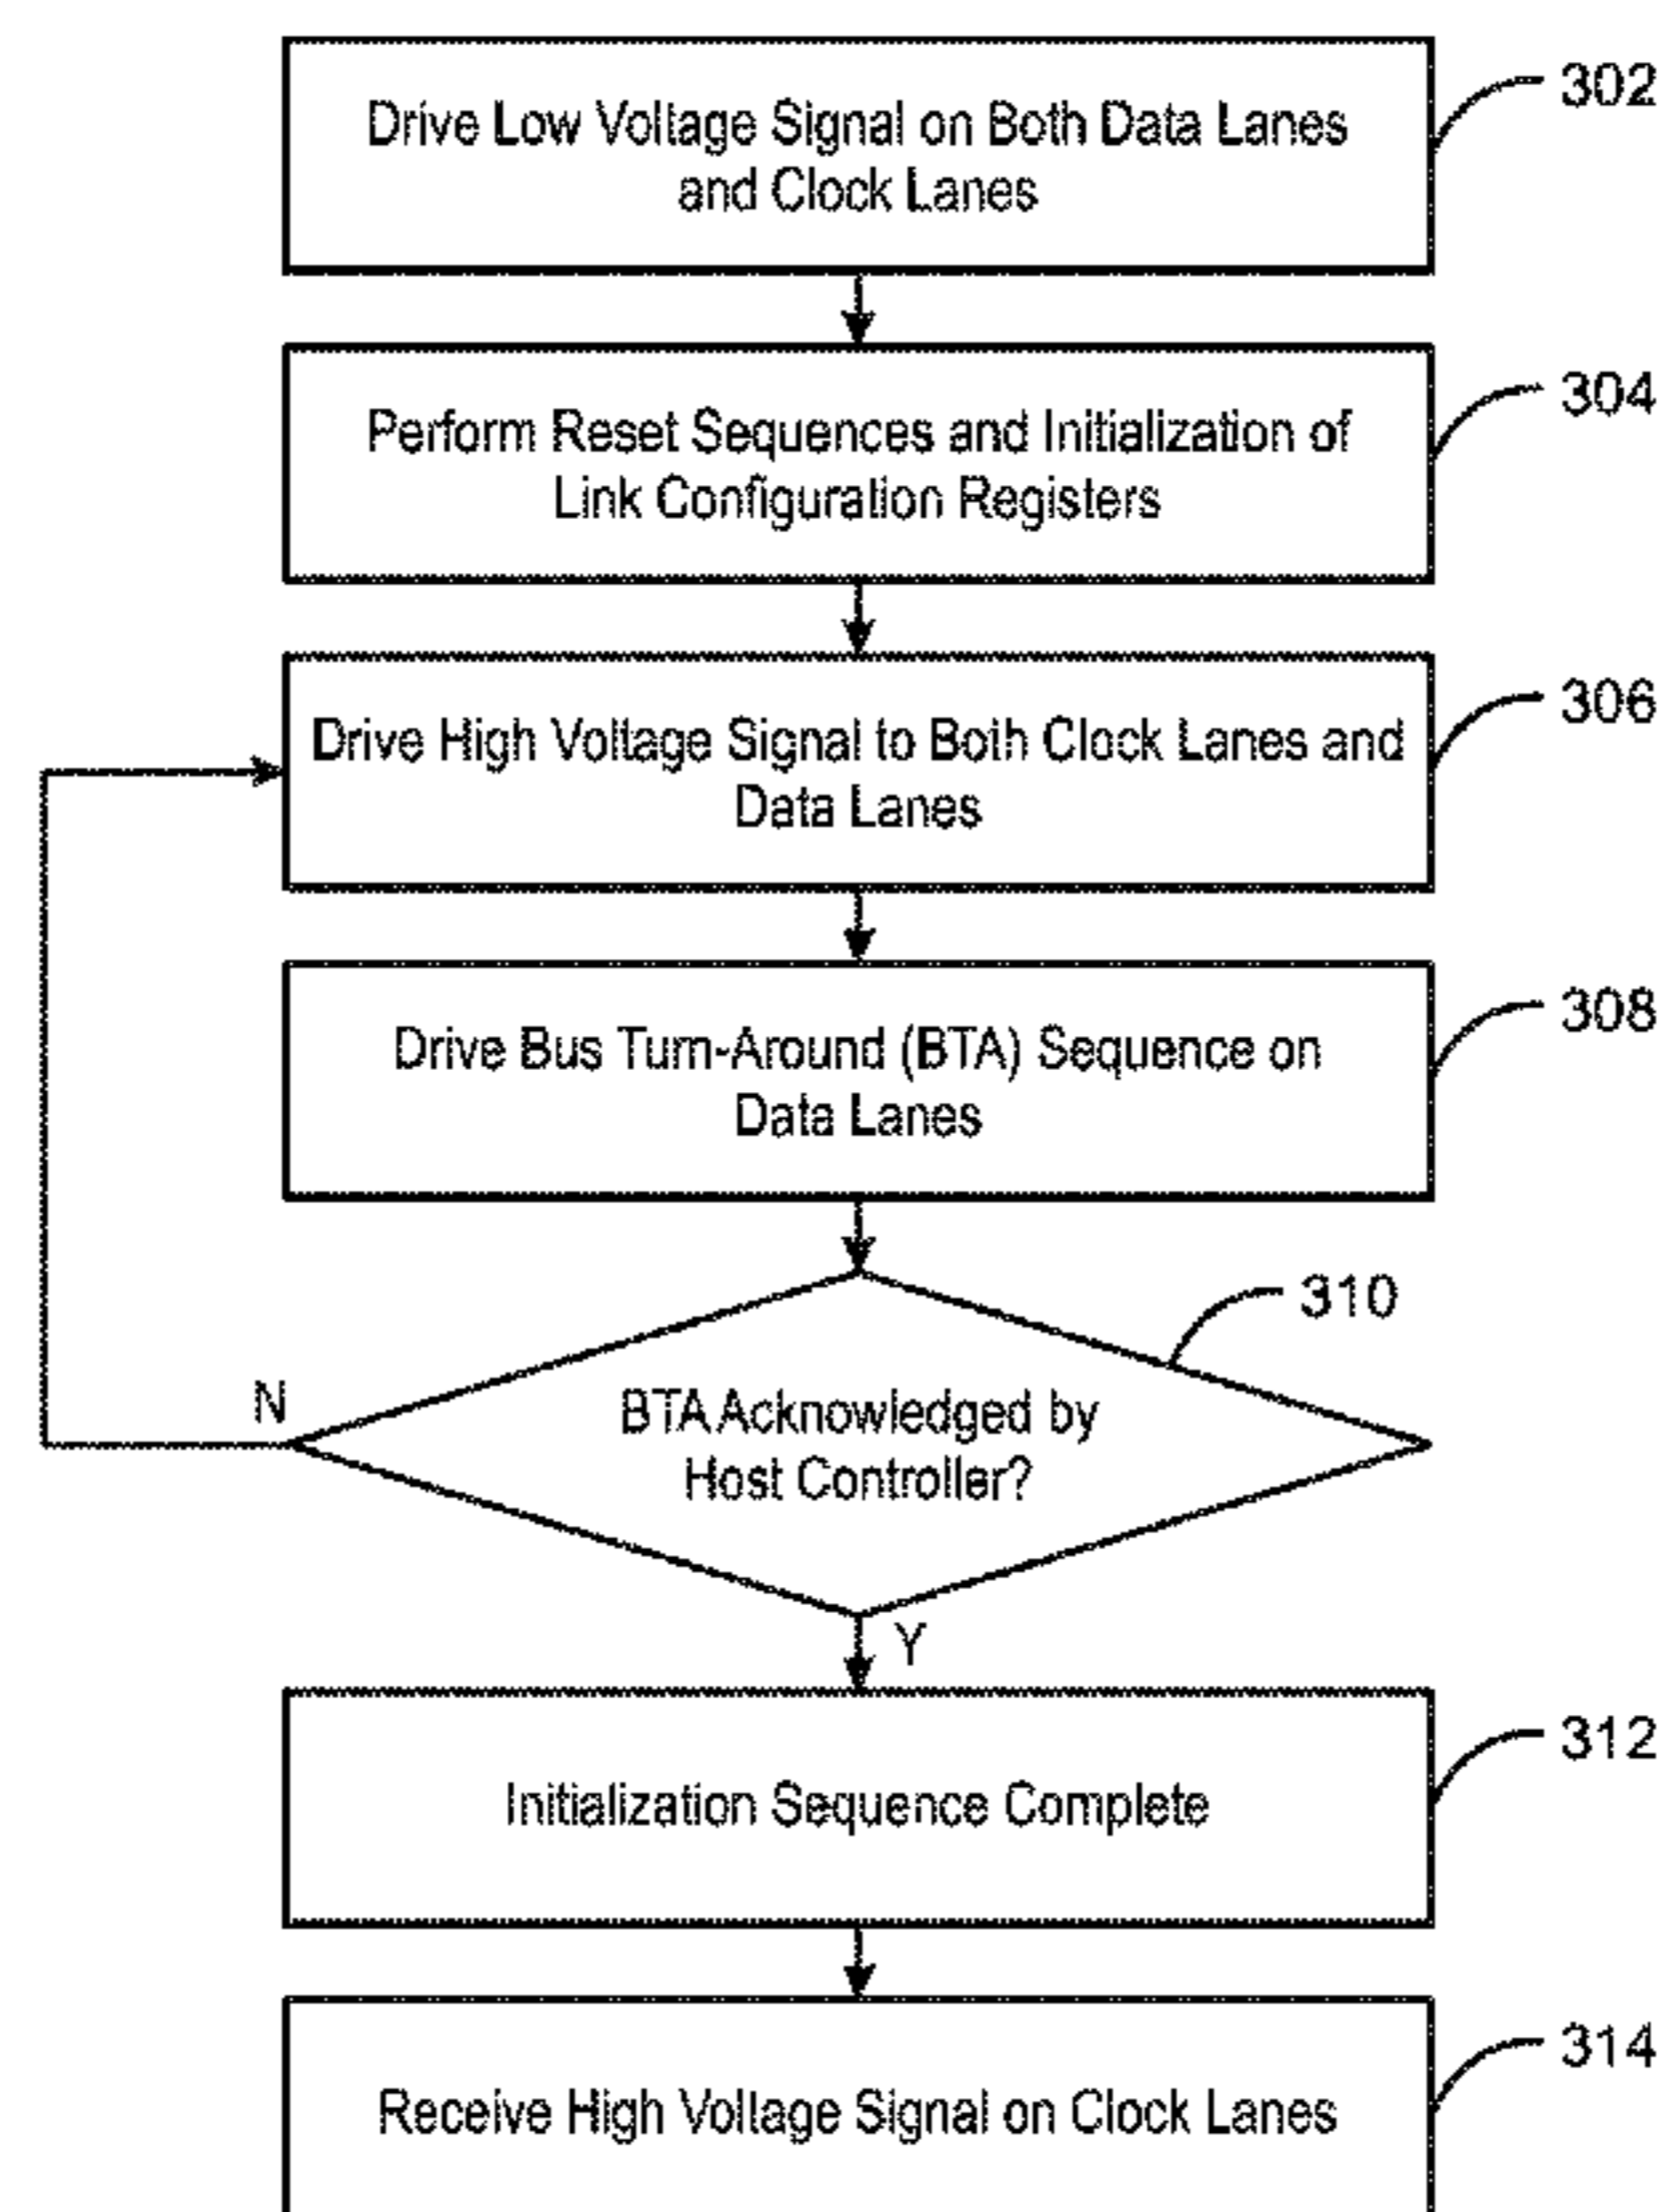 Drive Low Voltage Signal on Both Data Lanes
and Clock Lanes
302
Perform Reset Sequences and Initialization of
Link Configuration Registers
304
Drive High Voltage Signal to Both Clock Lanes and
Data Lanes
306
Drive Bus Turn-Around (BTA) Sequence on
Data Lanes
308
310
BTA Acknowledged by
Host Controller?
N
Y
Initialization Sequence Complete
312
Receive High Voltage Signal on Clock Lanes
314